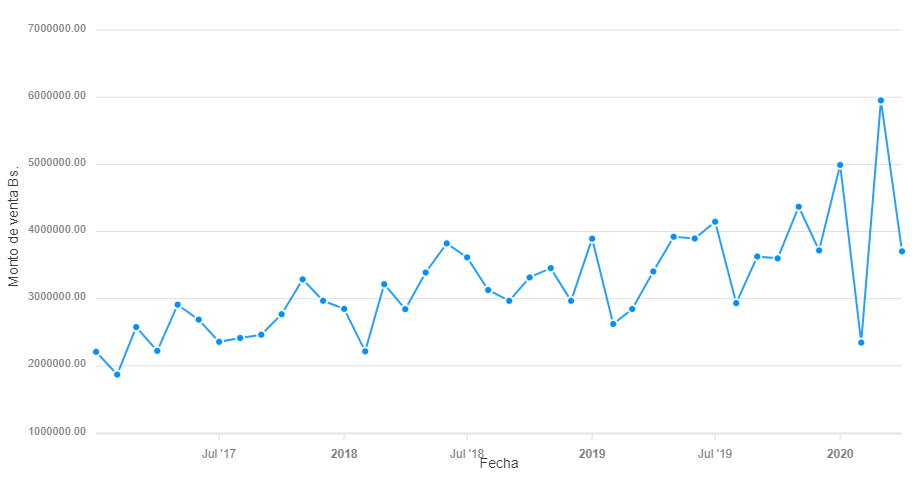 7000000.00
6000000.00
5000000.00
4000000.00
3000000.00
2000000.00
1000000.00
Monto de venta Bs.
Jul '17
2018
Jul '18
2019
Jul '19
2020
Fecha